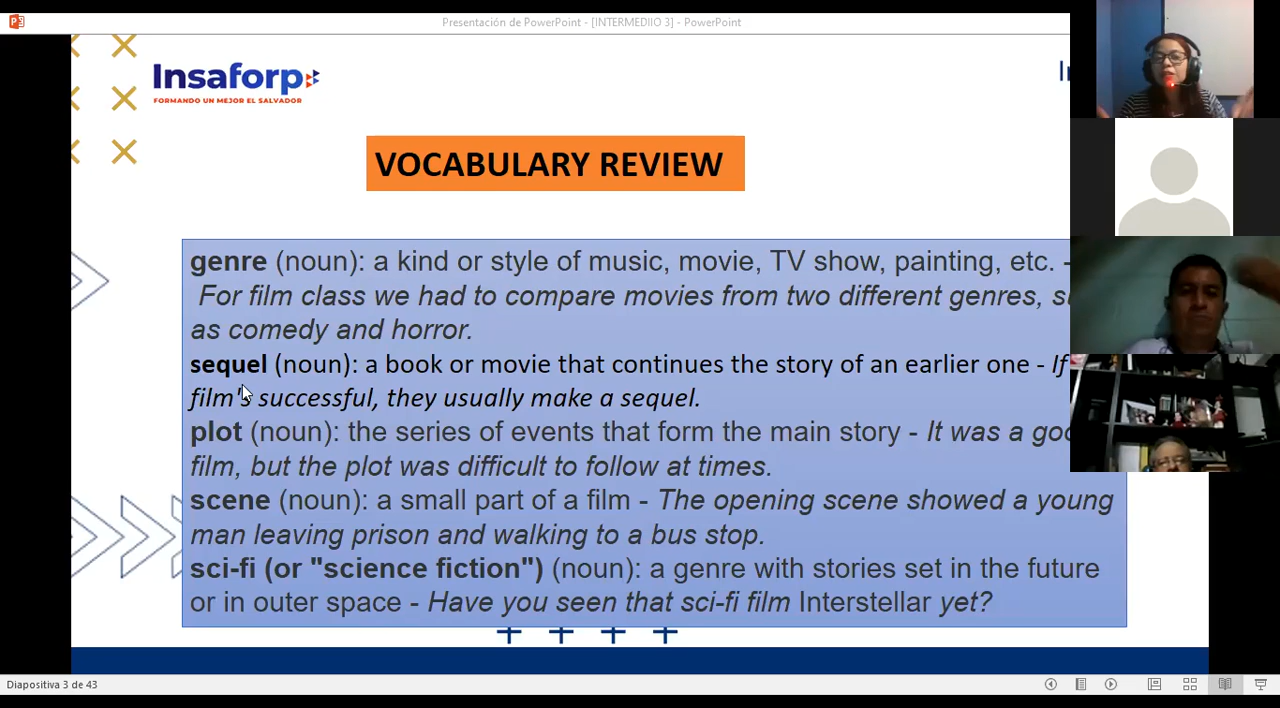 Presentación de PowerPoint - [INTERMEDIIO 3] - PowerPoint
Insaforp
FORMANDO UN MEJOR EL SALVADOR
VOCABULARY REVIEW
genre (noun): a kind or style of music, movie, TV show, painting, etc. -
For film class we had to compare movies from two different genres,
as comedy and horror.
sequel (noun): a book or movie that continues the story of an earlier one - If
film's successful, they usually make a sequel.
plot (noun): the series of events that form the main story - It was a
film, but the plot was difficult to follow at times.
scene (noun): a small part of a film - The opening scene showed a young
man leaving prison and walking to a bus stop.
sci-fi (or "science fiction") (noun): a genre with stories set in the future
or in outer space - Have you seen that sci-fi film Interstellar yet?
Diapositiva 3 de 43